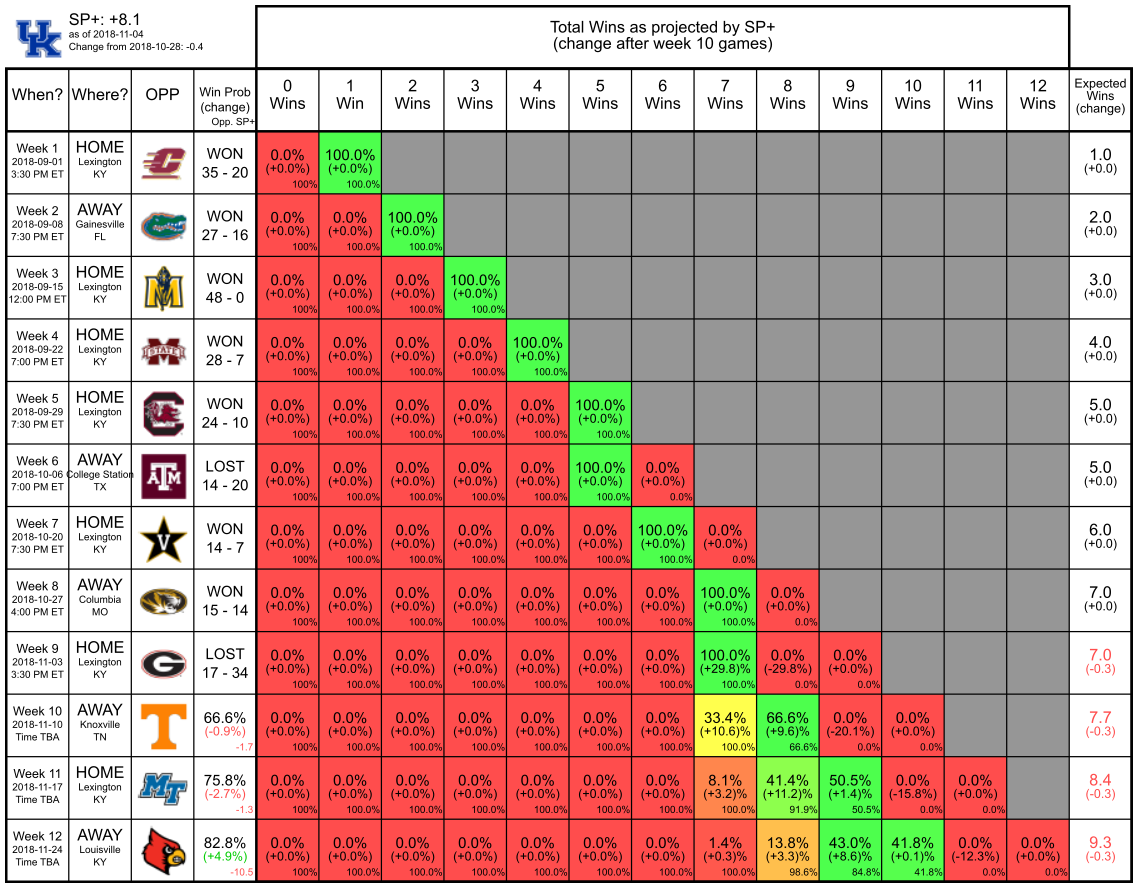 UK
SP+: +8.1
as of 2018-11-04
Change from 2018-10-28: -0.4
Total Wins as projected by SP+
(change after week 10 games)
When? Where? OPP Win Prob (change) Opp. SP+ 0 Wins 1 Win 2 Wins 3 Wins 4 Wins 5 Wins 6 Wins 7 Wins 8 Wins 9 Wins 10 Wins 11 Wins 12 Wins Expected Wins (change)
Week 1 HOME WON 0.0% 100.0% 1.0
2018-09-01 Lexington C 35 - 20 (+0.0%) (+0.0%) (+0.0)
3:30 PM ET KY 100% 100.0%
Week 2 AWAY WON 0.0% 0.0% 100.0% 2.0
2018-09-08 Gainesville 27 - 16 (+0.0%) (+0.0%) (+0.0%) (+0.0)
7:30 PM ET FL 100% 100.0% 100.0%
Week 3 HOME WON 0.0% 0.0% 0.0% 100.0% 3.0
2018-09-15 Lexington M 48 - 0 (+0.0%) (+0.0%) (+0.0%) (+0.0%) (+0.0)
12:00 PM ET KY 100% 100.0% 100.0% 100.0%
Week 4 HOME WON 0.0% 0.0% 0.0% 0.0% 100.0% 4.0
2018-09-22 Lexington M STATE 28 - 7 (+0.0%) (+0.0%) (+0.0%) (+0.0%) (+0.0%) (+0.0)
7:00 PM ET KY 100% 100.0% 100.0% 100.0% 100.0%
Week 5 HOME WON 0.0% 0.0% 0.0% 0.0% 0.0% 100.0% 5.0
2018-09-29 Lexington C 24 - 10 (+0.0%) (+0.0%) (+0.0%) (+0.0%) (+0.0%) (+0.0%) (+0.0)
7:30 PM ET KY 100% 100.0% 100.0% 100.0% 100.0% 100.0%
Week 6 AWAY LOST 0.0% 0.0% 0.0% 0.0% 0.0% 100.0% 0.0% 5.0
2018-10-06 College Station ATM 14 - 20 (+0.0%) (+0.0%) (+0.0%) (+0.0%) (+0.0%) (+0.0%) (+0.0%) (+0.0)
7:00 PM ET TX 100% 100.0% 100.0% 100.0% 100.0% 100.0% 0.0%
Week 7 HOME WON 0.0% 0.0% 0.0% 0.0% 0.0% 0.0% 100.0% 0.0% 6.0
2018-10-20 Lexington V 14 - 7 (+0.0%) (+0.0%) (+0.0%) (+0.0%) (+0.0%) (+0.0%) (+0.0%) (+0.0%) (+0.0)
7:30 PM ET KY 100% 100.0% 100.0% 100.0% 100.0% 100.0% 100.0% 0.0%
Week 8 AWAY WON 0.0% 0.0% 0.0% 0.0% 0.0% 0.0% 0.0% 100.0% 0.0% 7.0
2018-10-27 Columbia 15 - 14 (+0.0%) (+0.0%) (+0.0%) (+0.0%) (+0.0%) (+0.0%) (+0.0%) (+0.0%) (+0.0%) (+0.0)
4:00 PM ET MO 100% 100.0% 100.0% 100.0% 100.0% 100.0% 100.0% 100.0% 0.0%
Week 9 HOME LOST 0.0% 0.0% 0.0% 0.0% 0.0% 0.0% 0.0% 100.0% 0.0% 0.0% 7.0
2018-11-03 Lexington G 17 - 34 (+0.0%) (+0.0%) (+0.0%) (+0.0%) (+0.0%) (+0.0%) (+0.0%) (+29.8)% (-29.8%) (+0.0%) (-0.3)
3:30 PM ET KY 100% 100.0% 100.0% 100.0% 100.0% 100.0% 100.0% 100.0% 0.0% 0.0%
Week 10 AWAY 66.6% 0.0% 0.0% 0.0% 0.0% 0.0% 0.0% 0.0% 33.4% 66.6% 0.0% 0.0% 7.7
2018-11-10 Knoxville T (-0.9%) (+0.0%) (+0.0%) (+0.0%) (+0.0%) (+0.0%) (+0.0%) (+0.0%) (+10.6)% (+9.6)% (-20.1%) (+0.0%) (-0.3)
Time TBA TN -1.7 100% 100.0% 100.0% 100.0% 100.0% 100.0% 100.0% 100.0% 66.6% 0.0% 0.0%
Week 11 HOME 75.8% 0.0% 0.0% 0.0% 0.0% 0.0% 0.0% 0.0% 8.1% 41.4% 50.5% 0.0% 0.0% 8.4
2018-11-17 Lexington MT (-2.7%) (+0.0%) (+0.0%) (+0.0%) (+0.0%) (+0.0%) (+0.0%) (+0.0%) (+3.2)% (+11.2)% (+1.4)% (-15.8%) (+0.0%) (-0.3)
Time TBA KY -1.3 100% 100.0% 100.0% 100.0% 100.0% 100.0% 100.0% 100.0% 91.9% 50.5% 0.0% 0.0%
Week 12 AWAY 82.8% 0.0% 0.0% 0.0% 0.0% 0.0% 0.0% 0.0% 1.4% 13.8% 43.0% 41.8% 0.0% 0.0% 9.3
2018-11-24 Louisville (+4.9%) (+0.0%) (+0.0%) (+0.0%) (+0.0%) (+0.0%) (+0.0%) (+0.0%) (+0.3)% (+3.3)% (+8.6)% (+0.1)% (-12.3%) (+0.0%) (-0.3)
Time TBA KY -10.5 100% 100.0% 100.0% 100.0% 100.0% 100.0% 100.0% 100.0% 98.6% 84.8% 41.8% 0.0% 0.0%